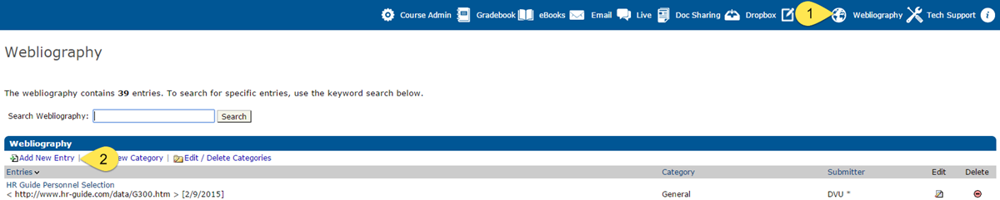 Course Admin Gradebook eBooks Email Live Doc Sharing Dropbox 1 Webliography Tech Support i
Webliography
The webliography contains 39 entries. To search for specific entries, use the keyword search below.
Search Webliography: Search
Webliography
Add New Entry | 2 ew Category | Edit / Delete Categories
Entries Category Submitter Edit Delete
HR Guide Personnel Selection
< http://www.hr-guide.com/data/G300.htm > [2/9/2015] General DVU *